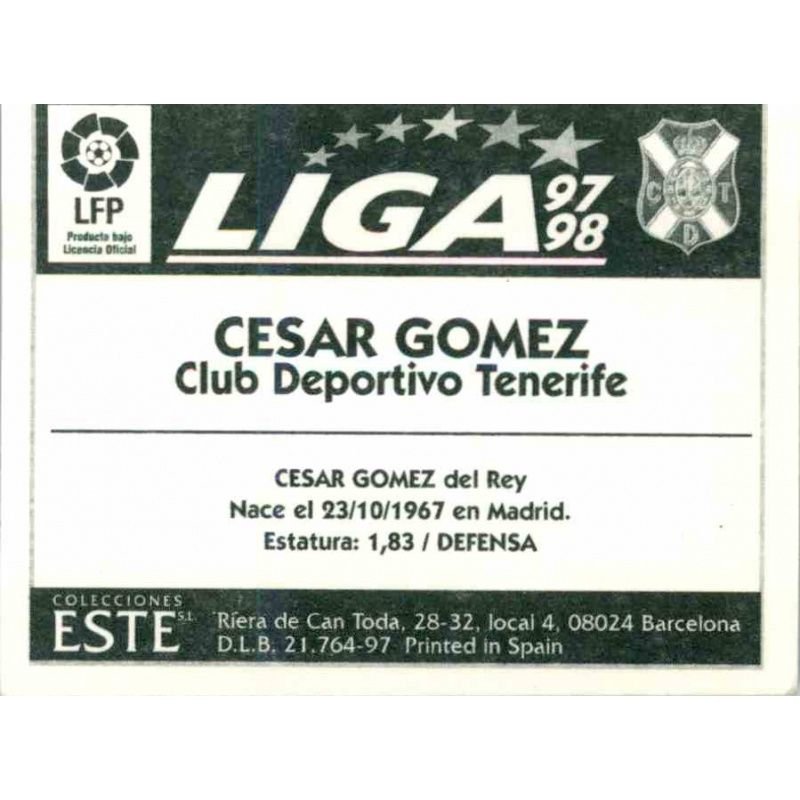 LFP
Producto bajo
Licencia Oficial
LIGA 97 98
C T
D
CESAR GOMEZ
Club Deportivo Tenerife
CESAR GOMEZ del Rey
Nace el 23/10/1967 en Madrid.
Estatura: 1,83 / DEFENSA
COLECCIONES
ESTE S.L.
Riera de Can Toda, 28-32, local 4, 08024 Barcelona
D.L.B. 21.764-97 Printed in Spain